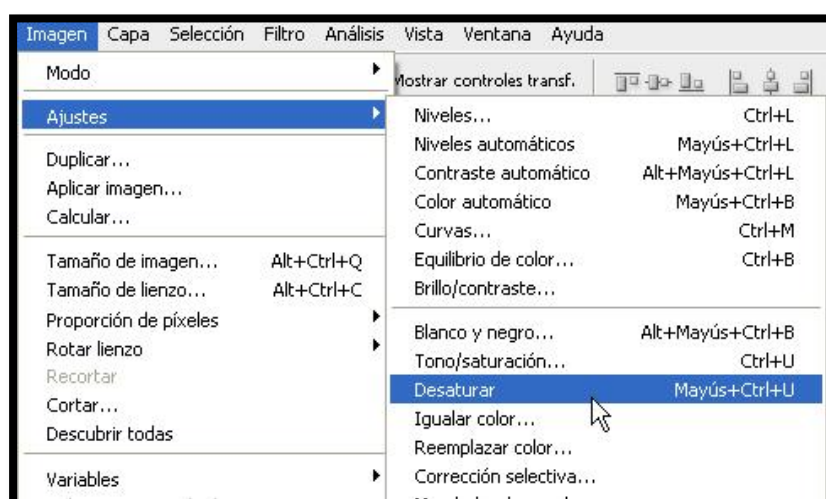 Imagen Capa Selección Filtro Análisis Vista Ventana Ayuda
Mostrar controles transf.
Modo
Ajustes
Duplicar...
Aplicar imagen...
Calcular...
Tamaño de imagen... Alt+Ctrl+Q
Tamaño de lienzo... Alt+Ctrl+C
Proporción de píxeles
Rotar lienzo
Recortar
Cortar...
Descubrir todas
Variables
Niveles... Ctrl+L
Niveles automáticos Mayús+Ctrl+L
Contraste automático Alt+Mayús+Ctrl+L
Color automático Mayús+Ctrl+B
Curvas... Ctrl+M
Equilibrio de color... Ctrl+B
Brillo/contraste...
Blanco y negro... Alt+Mayús+Ctrl+B
Tono/saturación... Ctrl+U
Desaturar Mayús+Ctrl+U
Igualar color...
Reemplazar color...
Corrección selectiva...